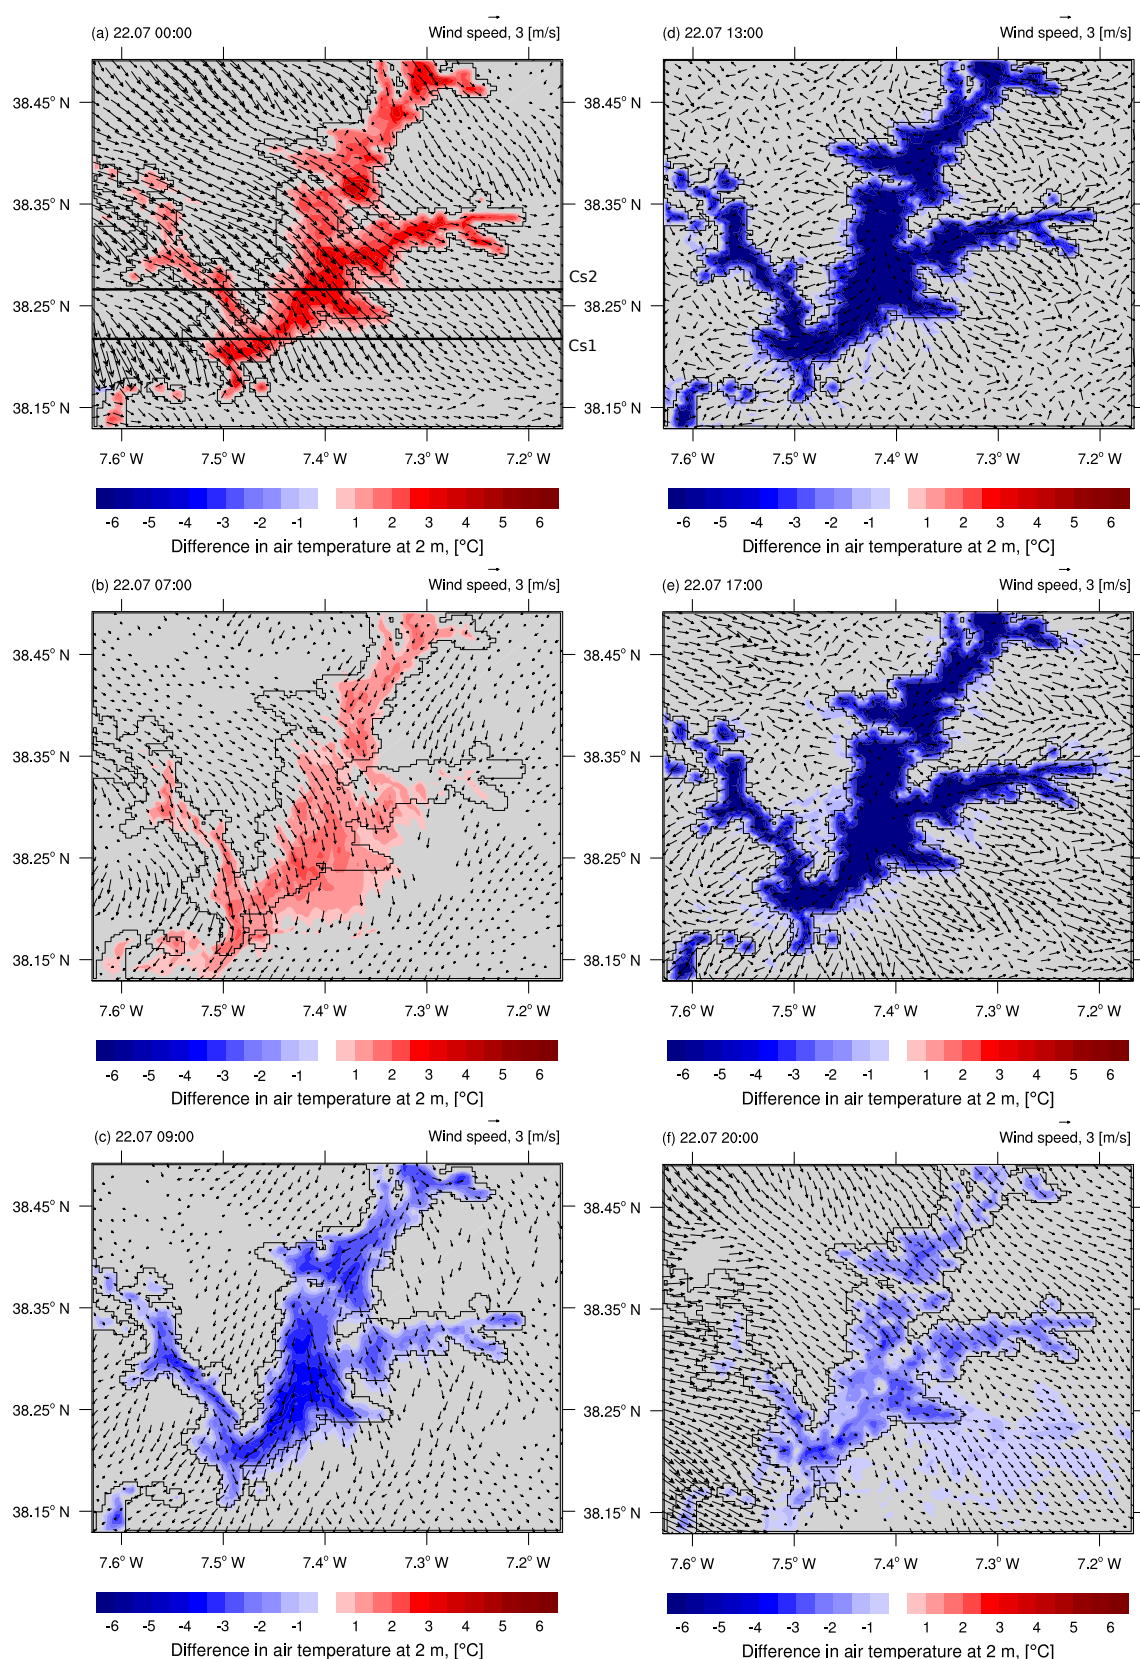 (a) 22.07 00:00 Wind speed, 3 [m/s]
38.45° N
38.35° N
38.25° N
38.15° N
Cs2
Cs1
7.6° W 7.5° W 7.4° W 7.3° W 7.2° W
-6 -5 -4 -3 -2 -1 1 2 3 4 5 6
Difference in air temperature at 2 m, [°C]
(d) 22.07 13:00 Wind speed, 3 [m/s]
38.45° N
38.35° N
38.25° N
38.15° N
7.6° W 7.5° W 7.4° W 7.3° W 7.2° W
-6 -5 -4 -3 -2 -1 1 2 3 4 5 6
Difference in air temperature at 2 m, [°C]
(b) 22.07 07:00 Wind speed, 3 [m/s]
38.45° N
38.35° N
38.25° N
38.15° N
7.6° W 7.5° W 7.4° W 7.3° W 7.2° W
-6 -5 -4 -3 -2 -1 1 2 3 4 5 6
Difference in air temperature at 2 m, [°C]
(e) 22.07 17:00 Wind speed, 3 [m/s]
38.45° N
38.35° N
38.25° N
38.15° N
7.6° W 7.5° W 7.4° W 7.3° W 7.2° W
-6 -5 -4 -3 -2 -1 1 2 3 4 5 6
Difference in air temperature at 2 m, [°C]
(c) 22.07 09:00 Wind speed, 3 [m/s]
38.45° N
38.35° N
38.25° N
38.15° N
7.6° W 7.5° W 7.4° W 7.3° W 7.2° W
-6 -5 -4 -3 -2 -1 1 2 3 4 5 6
Difference in air temperature at 2 m, [°C]
(f) 22.07 20:00 Wind speed, 3 [m/s]
38.45° N
38.35° N
38.25° N
38.15° N
7.6° W 7.5° W 7.4° W 7.3° W 7.2° W
-6 -5 -4 -3 -2 -1 1 2 3 4 5 6
Difference in air temperature at 2 m, [°C]